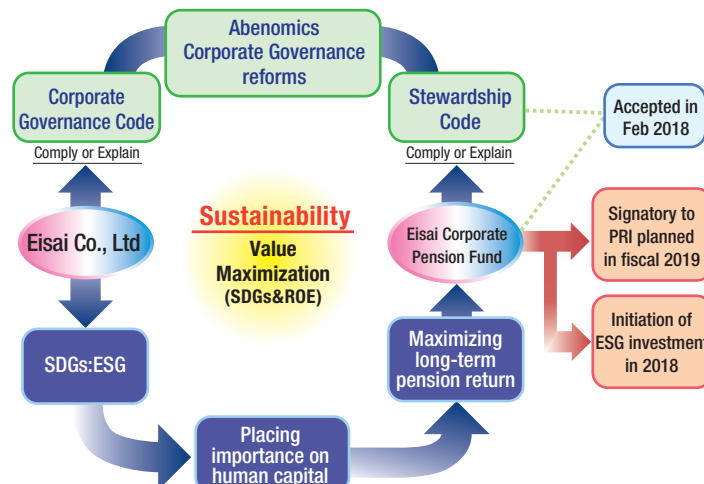 Abenomics
Corporate Governance
reforms
Corporate
Governance Code
Comply or Explain
Stewardship
Code
Comply or Explain
Accepted in
Feb 2018
Eisai Co., Ltd
Sustainability
Value
Maximization
(SDGs&ROE)
Eisai Corporate
Pension Fund
Signatory to
PRI planned
in fiscal 2019
SDGs:ESG
Maximizing
long-term
pension return
Initiation of
ESG investment
in 2018
Placing
importance on
human capital